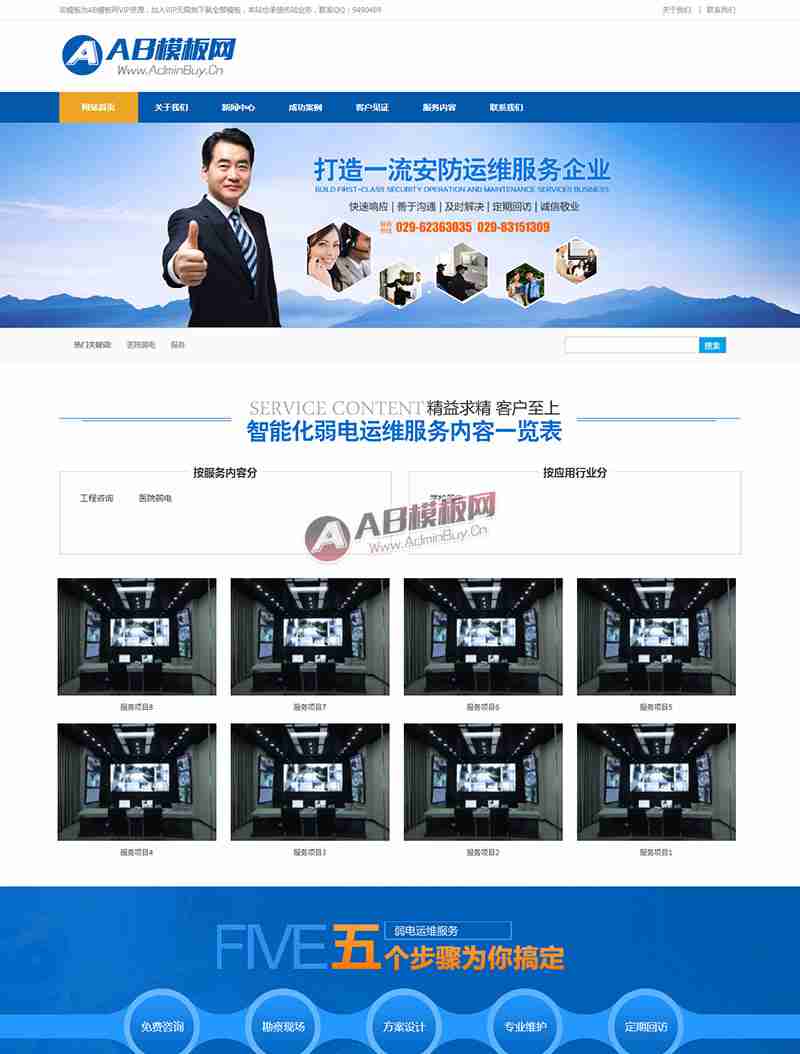 本模板为AB模板网VIP资源，加入VIP无限制下载全部模板，本站也承接仿站业务，联系QQ：9490489
关于我们 | 联系我们
AB模板网
Www.AdminBuy.Cn
网站首页 关于我们 新闻中心 成功案例 客户见证 服务内容 联系我们
打造一流安防运维服务企业
BUILD FIRST-CLASS SECURITY OPERATION AND MAINTENANCE SERVICES BUSINESS
快速响应 | 善于沟通 | 及时解决 | 定期回访 | 诚信敬业
服务热线 029-62363035 029-83151309
热门关键词: 医院弱电 服务
搜索
SERVICE CONTENT 精益求精 客户至上
智能化弱电运维服务内容一览表
按服务内容分 按应用行业分
工程咨询 医院弱电
AB模板网
Www.AdminBuy.Cn
服务项目8 服务项目7 服务项目6 服务项目5
服务项目4 服务项目3 服务项目2 服务项目1
FIVE 五 弱电运维服务
个步骤为你搞定
免费咨询 勘察现场 方案设计 专业维护 定期回访